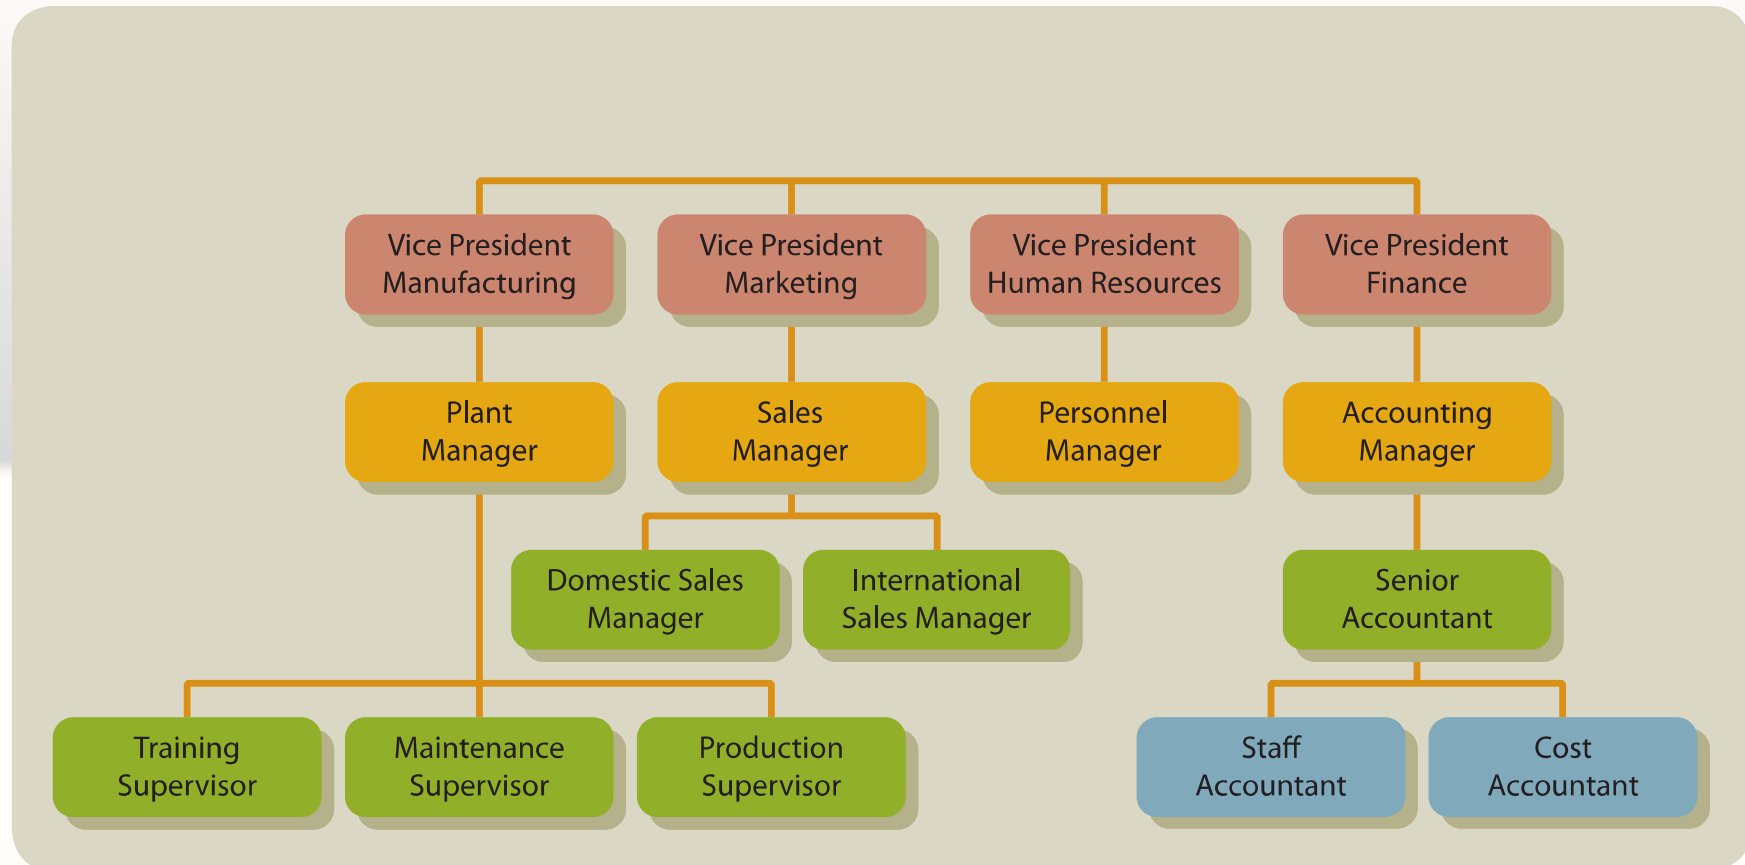 Vice President
Manufacturing
Vice President
Marketing
Vice President
Human Resources
Vice President
Finance
Plant
Manager
Sales
Manager
Personnel
Manager
Accounting
Manager
Domestic Sales
Manager
International
Sales Manager
Senior
Accountant
Training
Supervisor
Maintenance
Supervisor
Production
Supervisor
Staff
Accountant
Cost
Accountant